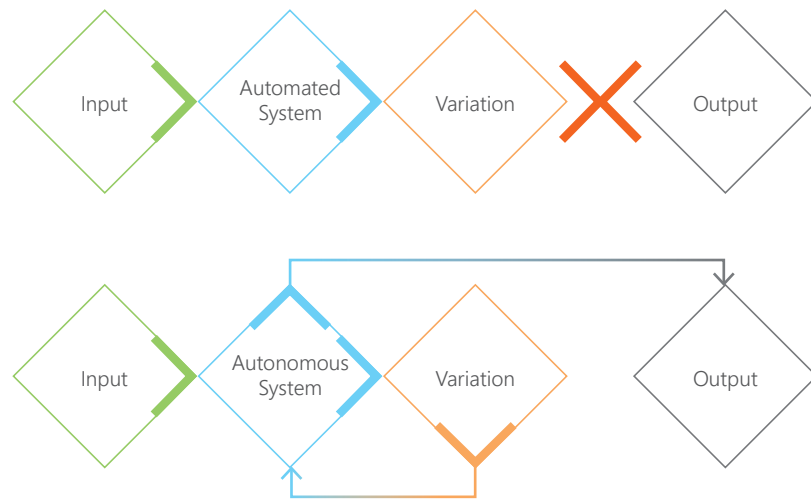 Input
Automated
System
Variation
Output
Input
Autonomous
System
Variation
Output